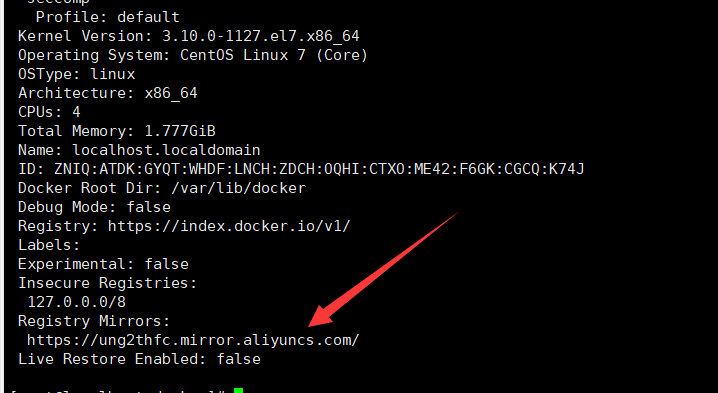 seccomp
Profile: default
Kernel Version: 3.10.0-1127.el7.x86_64
Operating System: CentOS Linux 7 (Core)
OSType: linux
Architecture: x86_64
CPUs: 4
Total Memory: 1.777GiB
Name: localhost.localdomain
ID: ZNIQ:ATDK:GYQT:WHDF:LNCH:ZDCH:OQHI:CTXO:ME42:F6GK:CGCQ:K74J
Docker Root Dir: /var/lib/docker
Debug Mode: false
Registry: https://index.docker.io/v1/
Labels:
Experimental: false
Insecure Registries:
127.0.0.0/8
Registry Mirrors:
https://ung2thfc.mirror.aliyuncs.com/
Live Restore Enabled: false